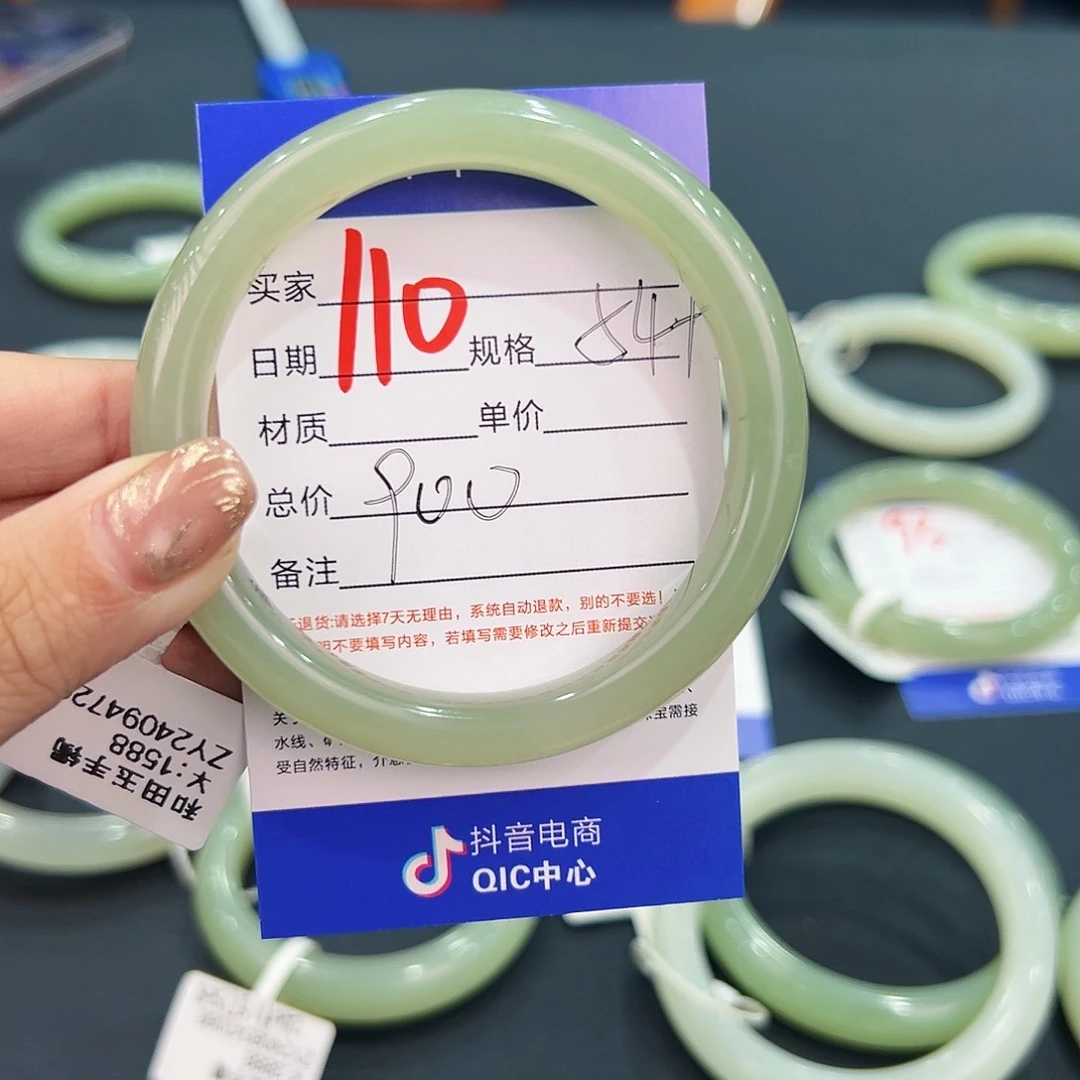 买家 110
日期 规格 541
材质 单价
总价 900
备注
退货:请选择7天无理由，系统自动退款，别的不要选！
不要填写内容，若填写需要修改之后重新提交
宝需接
水线、
受自然特征，
抖音电商
QIC中心
和田玉手镯
￥:1588
ZY2409472